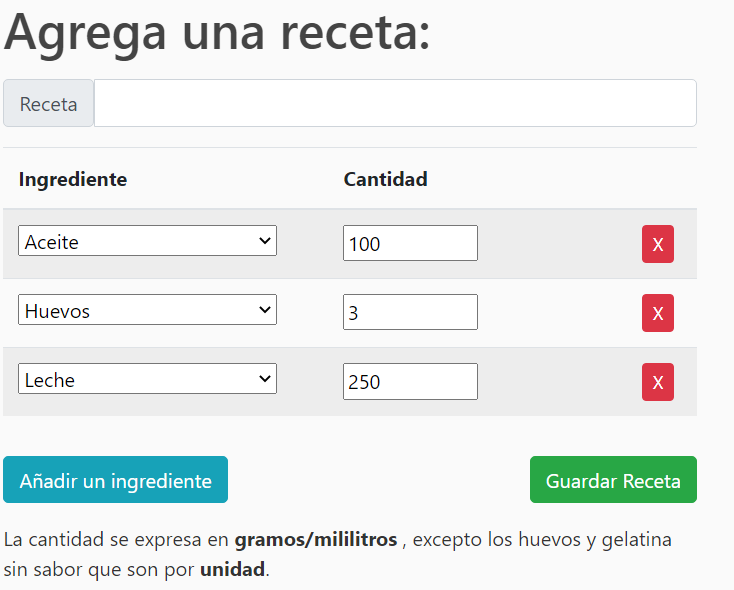 Agrega una receta:
Receta
Ingrediente Cantidad
Aceite 100 X
Huevos 3 X
Leche 250 X
Añadir un ingrediente Guardar Receta
La cantidad se expresa en gramos/mililitros , excepto los huevos y gelatina
sin sabor que son por unidad.